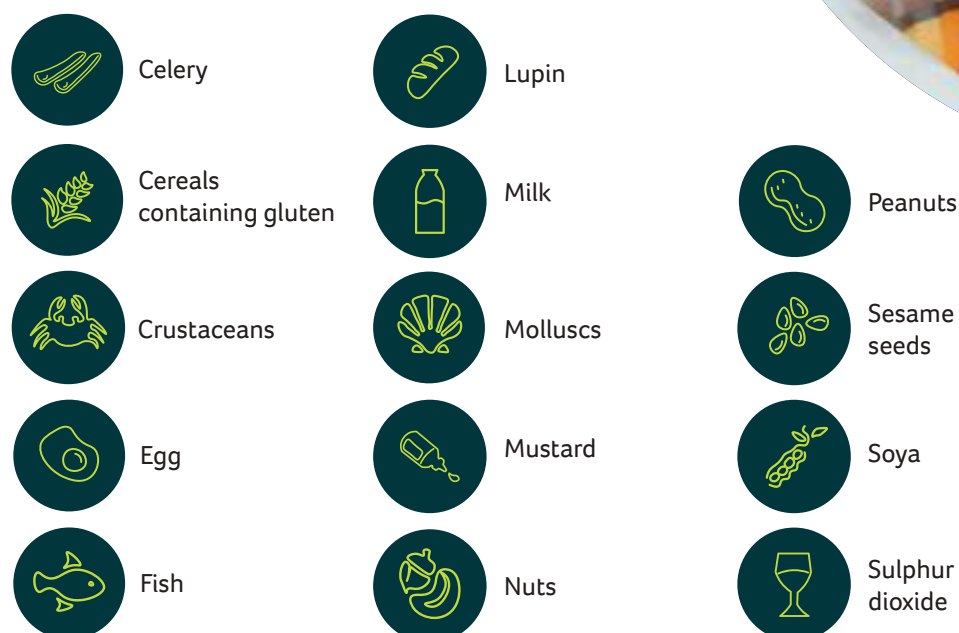 Celery
Cereals
containing gluten
Crustaceans
Egg
Fish
Lupin
Milk
Molluscs
Mustard
Nuts
Peanuts
Sesame
seeds
Soya
Sulphur
dioxide